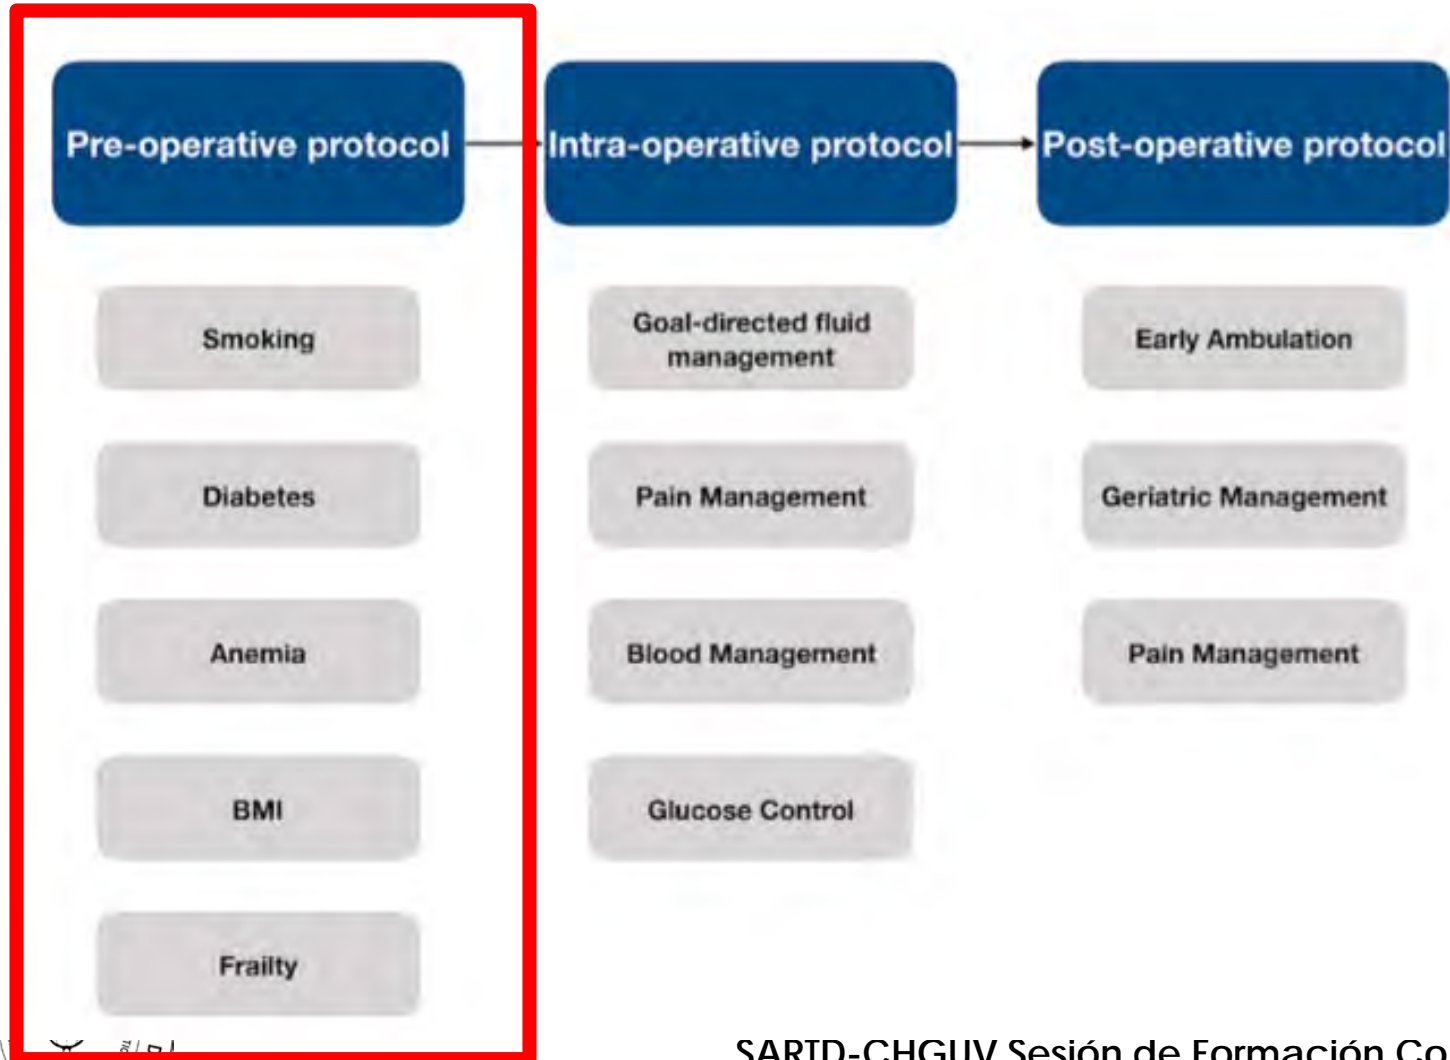 Pre-operative protocol
Intra-operative protocol
Post-operative protocol
Smoking
Diabetes
Anemia
BMI
Frailty
Goal-directed fluid
management
Pain Management
Blood Management
Glucose Control
Early Ambulation
Geriatric Management
Pain Management
SARTD-CHGUV Sesión de Formación Co